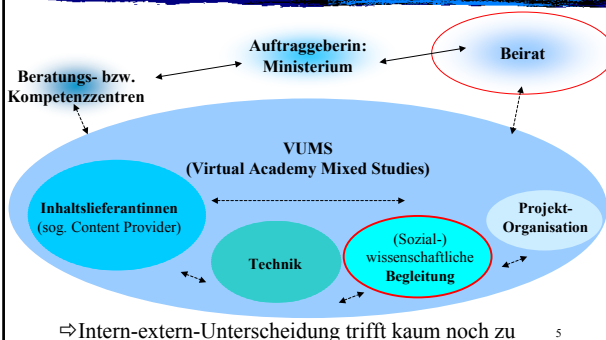 Auftraggeberin:
Ministerium
Beirat
Beratungs- bzw.
Kompetenzzentren
VUMS
(Virtual Academy Mixed Studies)
Inhaltslieferantinnen
(sog. Content Provider)
Technik
(Sozial-)
wissenschaftliche
Begleitung
Projekt-
Organisation
⇨Intern-extern-Unterscheidung trifft kaum noch zu
5